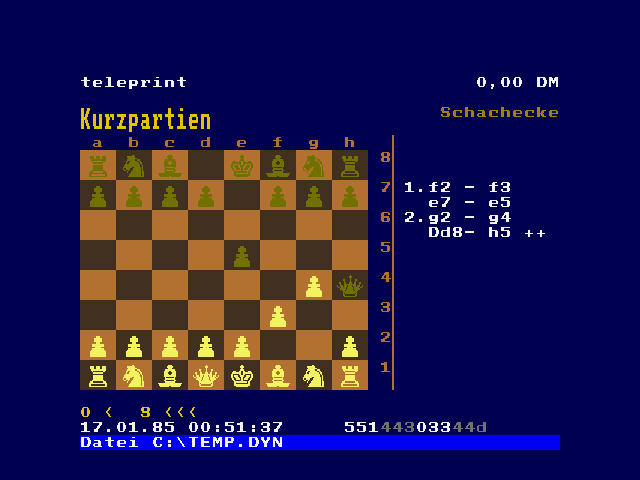 teleprint 0,00 DM
Kurzpartien Schachecke
a b c d e f g h
8
7
6
5
4
3
2
1
1.f2 - f3
e7 - e5
2.g2 - g4
Dd8- h5 ++
0 < 9 <<<
17.01.85 00:51:37 55144303344d
Datei C:\TEMP.DYN